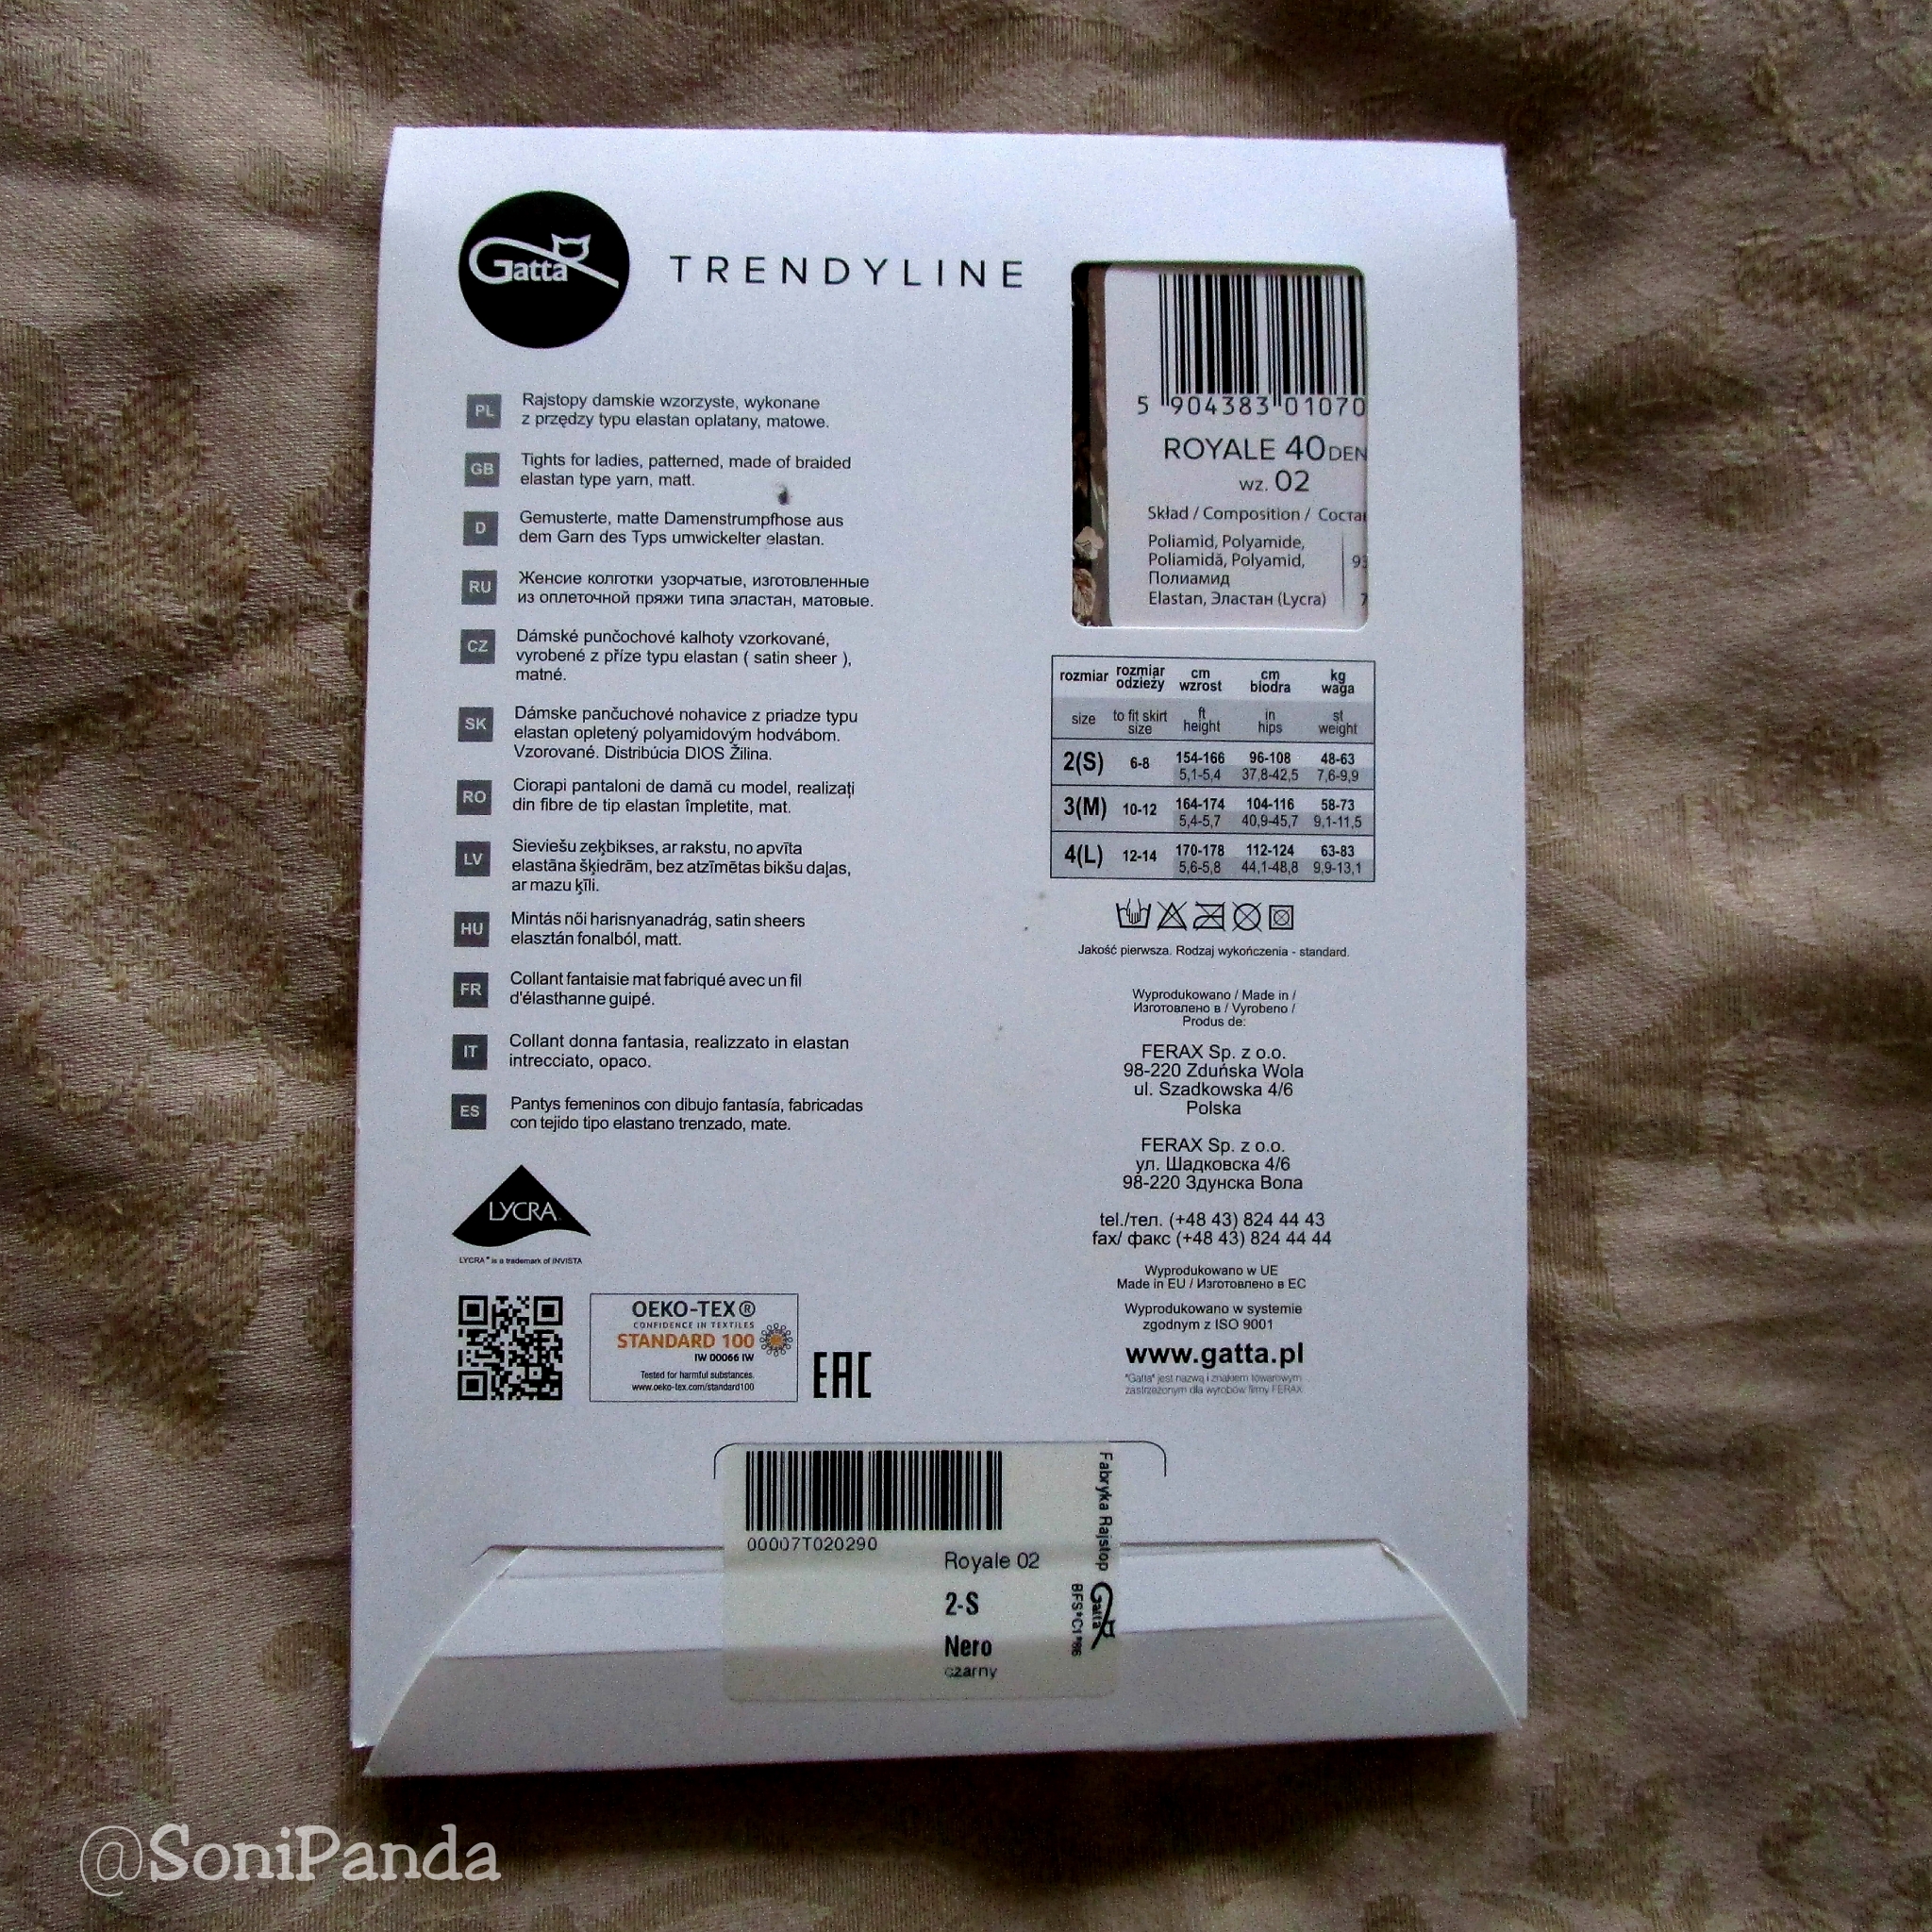 Gatta
TRENDYLINE
PL
Rajstopy damskie wzorzyste, wykonane
z przędzy typu elastan oplatany, matowe.
GB
Tights for ladies, patterned, made of braided
elastan type yarn, matt.
D
Gemusterte, matte Damenstrumpfhose aus
dem Garn des Typs umwickelter elastan.
RU
Женсие колготки узорчатые, изготовленные
из оплеточной пряжи типа эластан, матовые.
CZ
Dámské punčochové kalhoty vzorkované,
vyrobené z příze typu elastan ( satin sheer ),
matné.
SK
Dámske pančuchové nohavice z priadze typu
elastan opletený polyamidovým hodvábom.
Vzorované. Distribúcia DIOS Žilina.
RO
Ciorapi pantaloni de damă cu model, realizați
din fibre de tip elastan împletite, mat.
LV
Sieviešu zeķbikses, ar rakstu, no apvīta
elastāna šķiedrām, bez atzīmētas bikšu daļas,
ar mazu ķīli.
HU
Mintás női harisnyanadrág, satin sheers
elasztán fonalból, matt.
FR
Collant fantaisie mat fabriqué avec un fil
d'élasthanne guipé.
IT
Collant donna fantasia, realizzato in elastan
intrecciato, opaco.
ES
Pantys femeninos con dibujo fantasía, fabricadas
con tejido tipo elastano trenzado, mate.
LYCRA
LYCRA® is a trademark of INVISTA
OEKO-TEX®
CONFIDENCE IN TEXTILES
STANDARD 100
IW 00066 IW
Tested for harmful substances.
www.oeko-tex.com/standard100
EAC
5 904383 01070
ROYALE 40 DEN
wz. 02
Skład / Composition /
Poliamid, Polyamide,
Poliamidă, Polyamid,
Полиамид
Elastan, Эластан (Lycra) 7
rozmiar rozmiar odzieży cm wzrost cm biodra kg waga
size to fit skirt size ft height in hips st weight
2(S) 6-8 154-166 96-108 48-63
5,1-5,4 37,8-42,5 7,6-9,9
3(M) 10-12 164-174 104-116 58-73
5,4-5,7 40,9-45,7 9,1-11,5
4(L) 12-14 170-178 112-124 63-83
5,6-5,8 44,1-48,8 9,9-13,1
Jakość pierwsza. Rodzaj wykończenia - standard.
Wyprodukowano / Made in /
Изготовлено в / Vyrobeno /
Produs de:
FERAX Sp. z o.o.
98-220 Zduńska Wola
ul. Szadkowska 4/6
Polska
FERAX Sp. z o.o.
ул. Шадковска 4/6
98-220 Здунска Вола
tel./тел. (+48 43) 824 44 43
fax/ факс (+48 43) 824 44 44
Wyprodukowano w UE
Made in EU / Изготовлено в ЕС
Wyprodukowano w systemie
zgodnym z ISO 9001
www.gatta.pl
"Gatta" jest nazwą i znakiem towarowym
zastrzeżonym dla wyrobów firmy FERAX
00007T020290
Royale 02
2-S
Nero
czarny
Fabryka Rajstop
Gatta
@SoniPanda